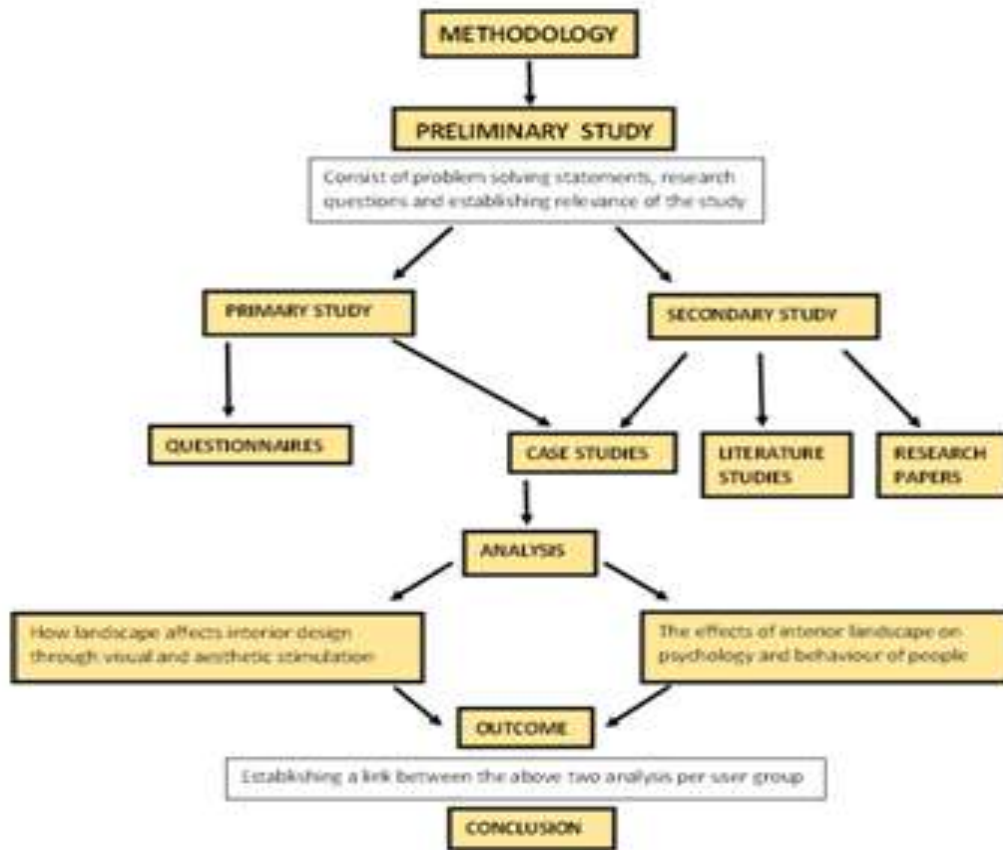 METHODOLOGY
PRELIMINARY STUDY
Consist of problem solving statements, research
questions and establishing relevance of the study
PRIMARY STUDY
SECONDARY STUDY
QUESTIONNAIRES
CASE STUDIES
LITERATURE
STUDIES
RESEARCH
PAPERS
ANALYSIS
How landscape affects interior design
through visual and aesthetic stimulation
The effects of interior landscape on
psychology and behaviour of people
OUTCOME
Establishing a link between the above two analysis per user group
CONCLUSION